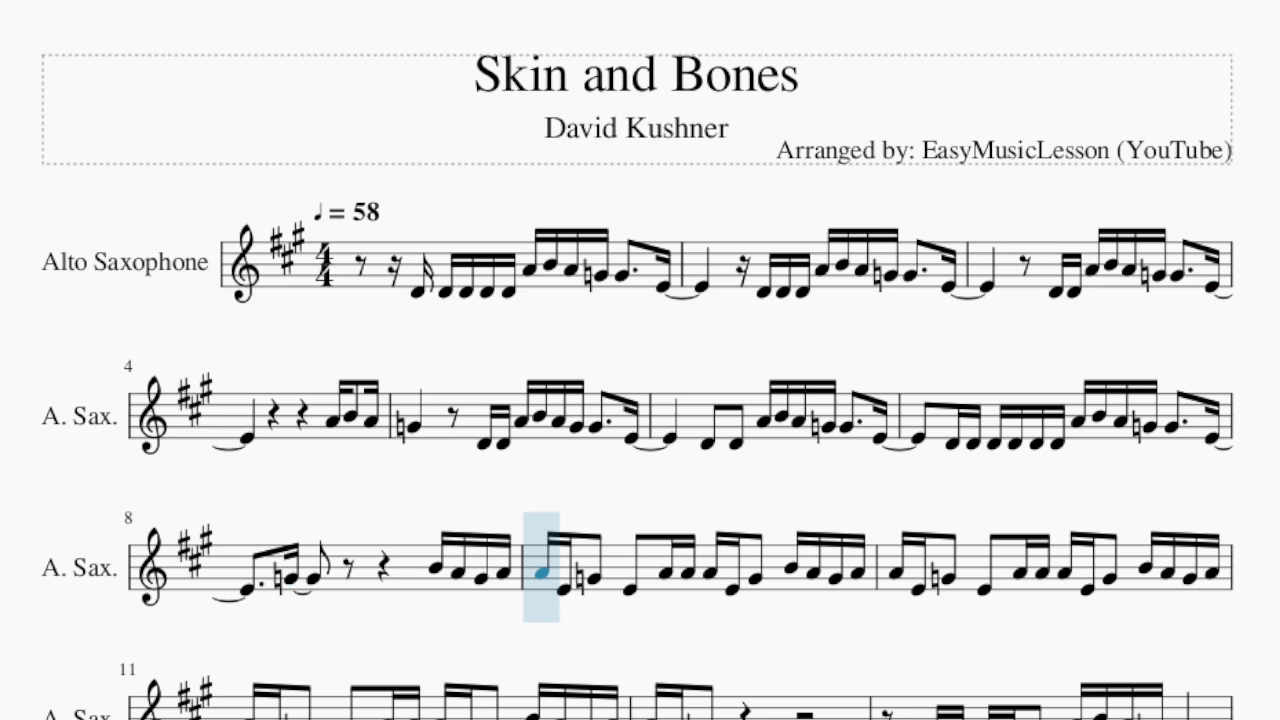 Skin and Bones
David Kushner
Arranged by: EasyMusicLesson (YouTube)
♩ = 58
Alto Saxophone
4
4
4
A. Sax.
8
A. Sax.
11
A. Sax.